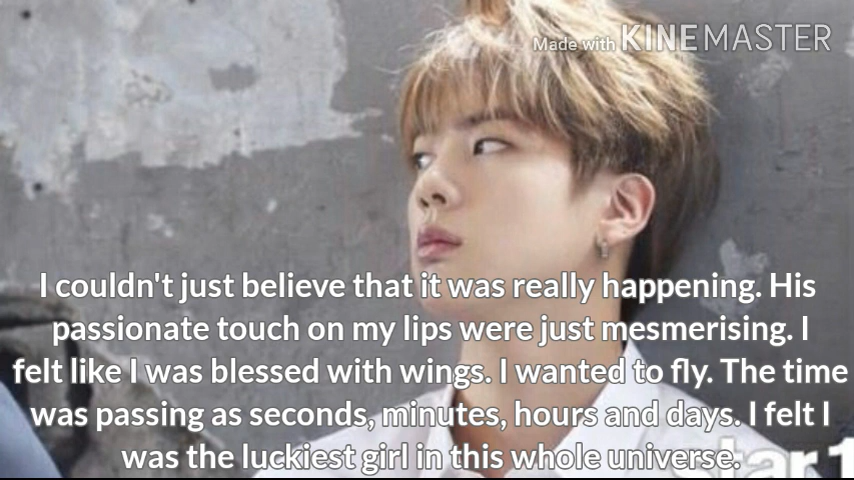 Made with KINEMASTER
I couldn't just believe that it was really happening. His
passionate touch on my lips were just mesmerising. I
felt like I was blessed with wings. I wanted to fly. The time
was passing as seconds, minutes, hours and days. I felt I
was the luckiest girl in this whole universe.
star1